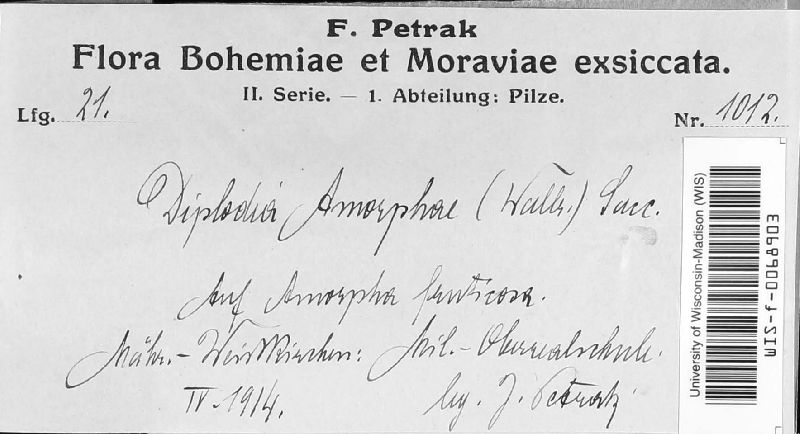 F. Petrak
Flora Bohemiae et Moraviae exsiccata.
II. Serie. — 1. Abteilung: Pilze.
Lfg. 21.
Nr. 1012.
Diplodia Amorphae (Wallr.) Sacc.
Auf Amorpha fruticosa.
Mähr.-Weisskirchen: Mil.-Oberrealschule.
IV. 1914.
leg. J. Petrak
University of Wisconsin-Madison (WIS)
WIS-f-0068903